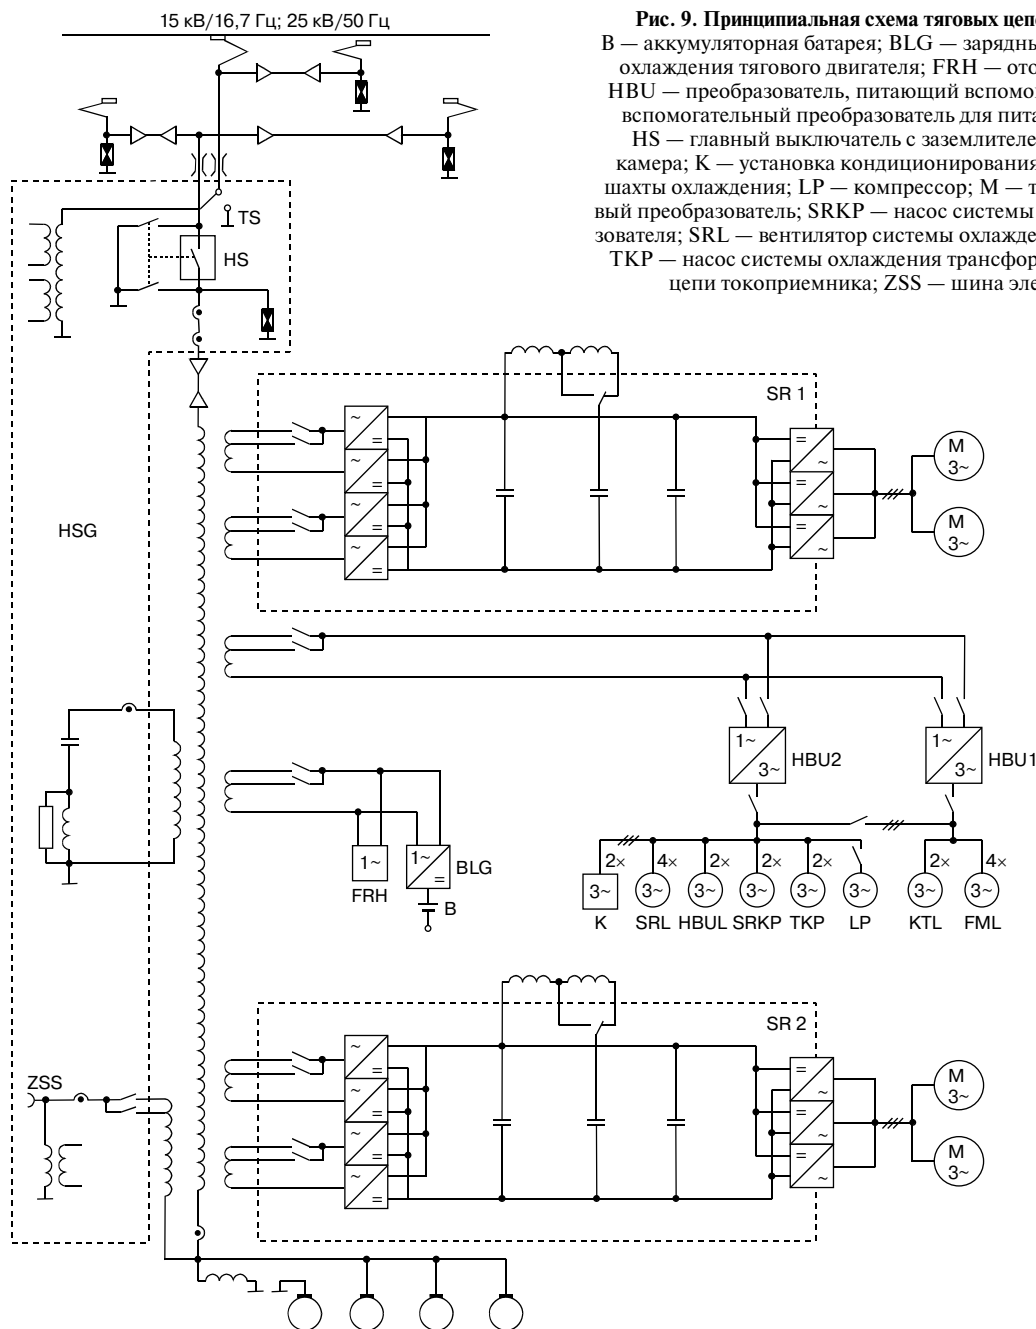 15 кВ/16,7 Гц; 25 кВ/50 Гц
Рис. 9. Принципиальная схема тяговых цепе
В — аккумуляторная батарея; BLG — зарядны
охлаждения тягового двигателя; FRH — ото
HBU — преобразователь, питающий вспомо
вспомогательный преобразователь для пита
HS — главный выключатель с заземлителе
камера; K — установка кондиционирования
шахты охлаждения; LP — компрессор; M — т
вый преобразователь; SRKP — насос системы
зователя; SRL — вентилятор системы охлажде
TKP — насос системы охлаждения трансфор
цепи токоприемника; ZSS — шина эле
TS
HS
SR 1
~ =
~ =
~ =
~ =
= ~
= ~
= ~
M 3~
M 3~
HSG
1~ 3~
HBU2
1~ 3~
HBU1
1~
FRH
1~ =
BLG
B
2× 4× 2× 2× 2× 2× 4×
3~ 3~ 3~ 3~ 3~ 3~ 3~ 3~
K SRL HBUL SRKP TKP LP KTL FML
SR 2
ZSS
~ =
~ =
~ =
~ =
= ~
= ~
= ~
M 3~
M 3~